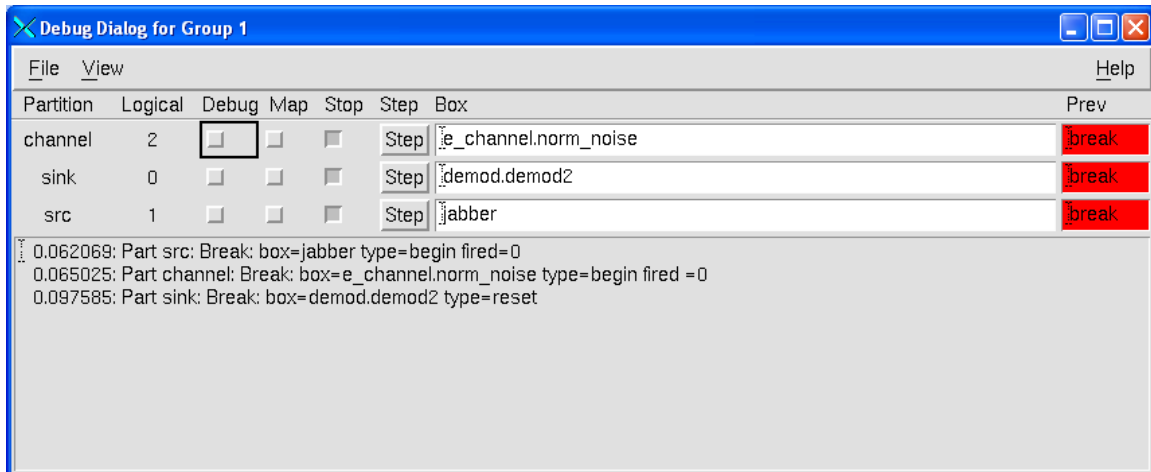 Debug Dialog for Group 1
File View Help
Partition Logical Debug Map Stop Step Box Prev
channel 2 Step e_channel.norm_noise break
sink 0 Step demod.demod2 break
src 1 Step jabber break
0.062069: Part src: Break: box=jabber type=begin fired=0
0.065025: Part channel: Break: box=e_channel.norm_noise type=begin fired =0
0.097585: Part sink: Break: box=demod.demod2 type=reset